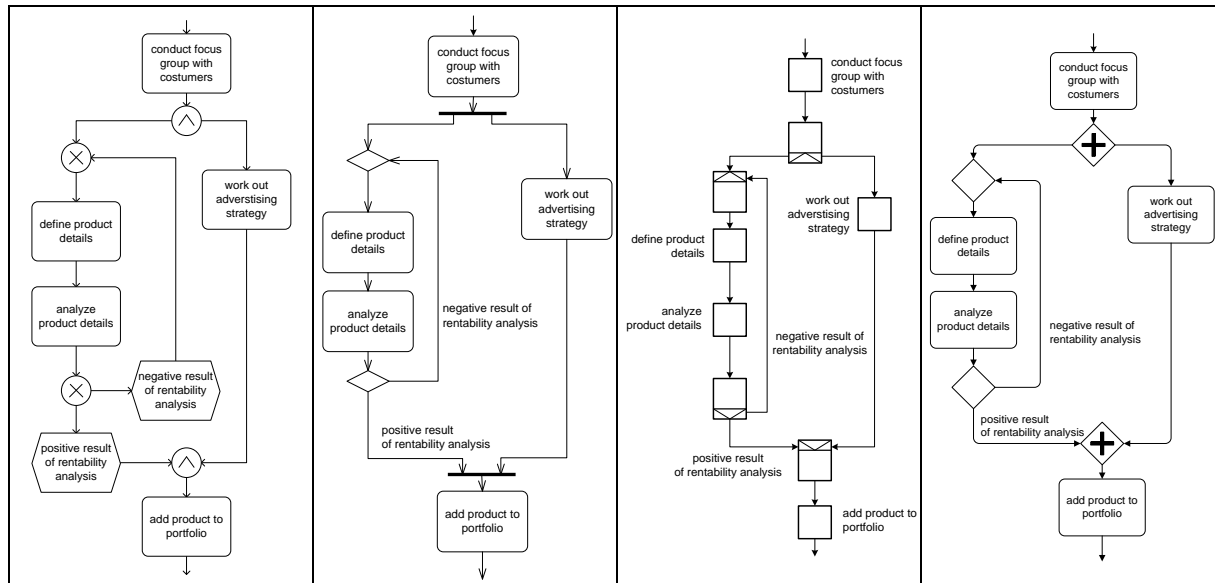 conduct focus
group with
costumers
work out
adverstising
strategy
define product
details
analyze
product details
negative result
of rentability
analysis
positive result
of rentability
analysis
add product to
portfolio
conduct focus
group with
costumers
work out
advertising
strategy
define product
details
analyze
product details
negative result of
rentability analysis
positive result
of rentability analysis
add product to
portfolio
conduct focus
group with
costumers
work out
adverstising
strategy
define product
details
analyze
product details
negative result of
rentability analysis
positive result
of rentability analysis
add product to
portfolio
conduct focus
group with
costumers
work out
advertising
strategy
define product
details
analyze
product details
negative result of
rentability analysis
positive result
of rentability analysis
add product to
portfolio